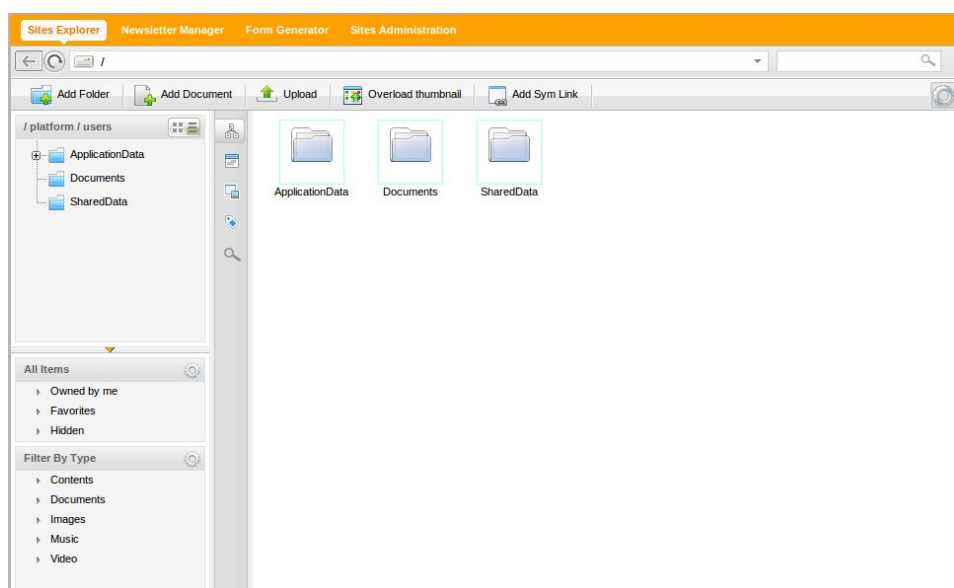 Sites Explorer Newsletter Manager Form Generator Sites Administration
/
Add Folder Add Document Upload Overload thumbnail Add Sym Link
/ platform / users
ApplicationData
Documents
SharedData
ApplicationData Documents SharedData
All Items
Owned by me
Favorites
Hidden
Filter By Type
Contents
Documents
Images
Music
Video